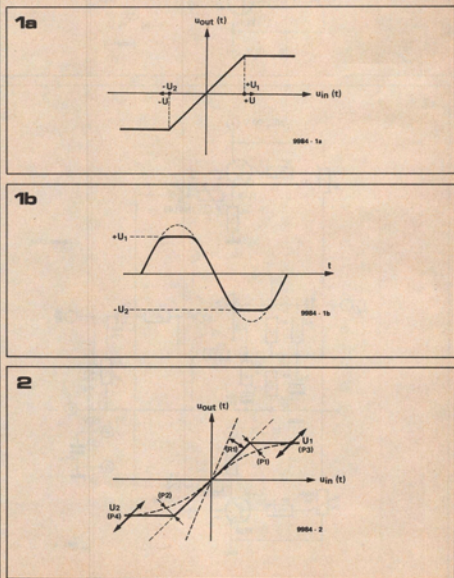 1a
uout (t)
-U2
+U1
uin (t)
-U
+U
9984 - 1a
1b
+U1
t
-U2
9984 - 1b
2
uout (t)
U1
(R1)
(P1)
(P3)
uin (t)
(P2)
U2
(P4)
9984 - 2